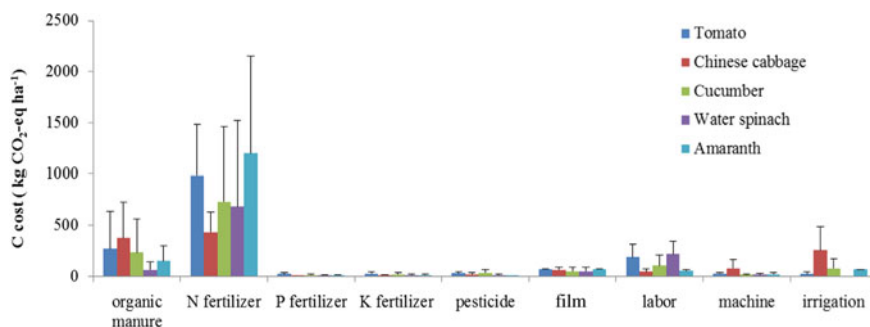 C cost ( kg CO₂-eq ha⁻¹)
2500
2000
1500
1000
500
0
Tomato
Chinese cabbage
Cucumber
Water spinach
Amaranth
organic
manure
N fertilizer
P fertilizer
K fertilizer
pesticide
film
labor
machine
irrigation